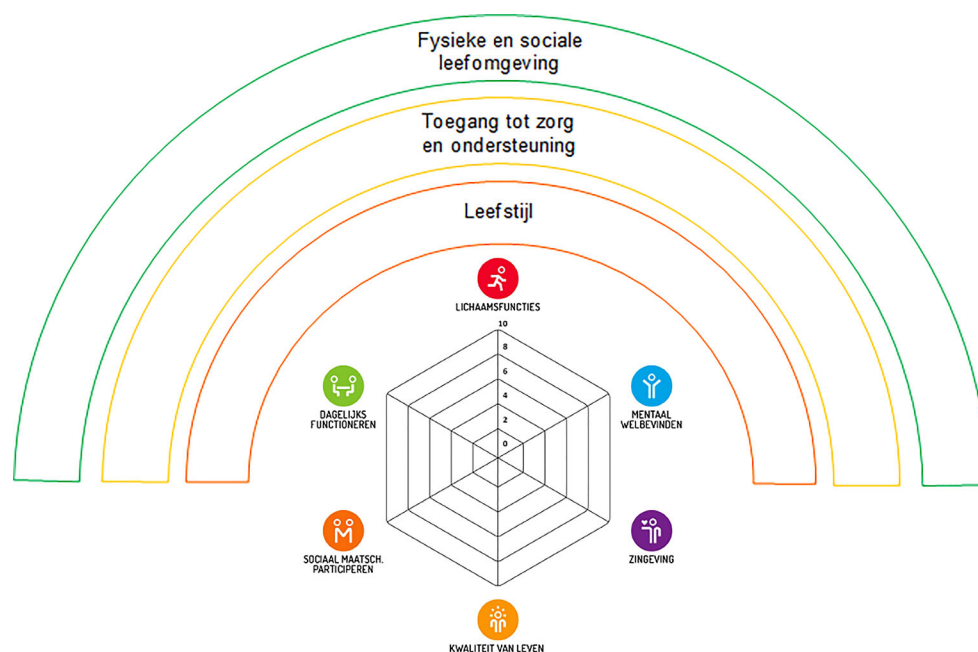 Fysieke en sociale
leefomgeving
Toegang tot zorg
en ondersteuning
Leefstijl
LICHAAMSFUNCTIES
10
8
6
4
2
0
DAGELIJKS
FUNCTIONEREN
MENTAAL
WELBEVINDEN
SOCIAAL MAATSCH.
PARTICIPEREN
ZINGEVING
KWALITEIT VAN LEVEN